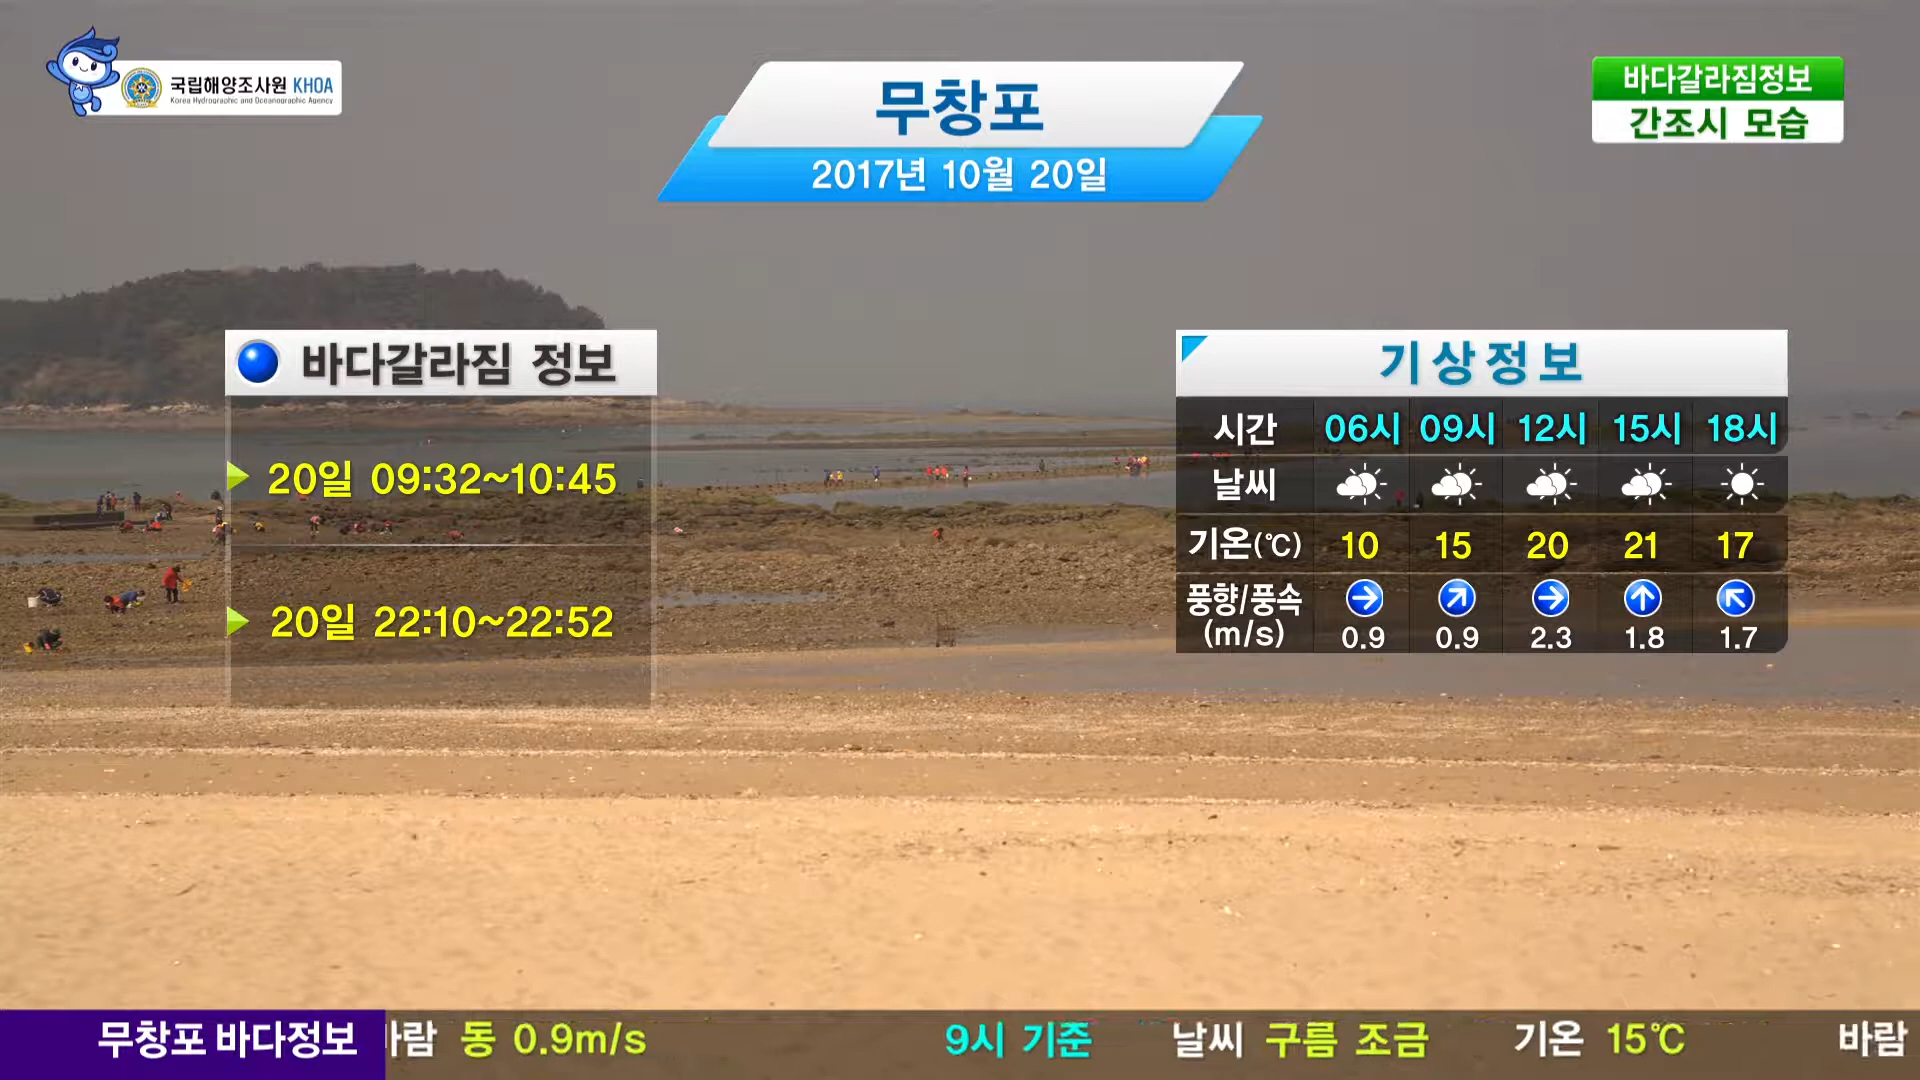 국립해양조사원 KHOA
Korea Hydrographic and Oceanographic Agency
무창포
2017년 10월 20일
바다갈라짐정보
간조시 모습
바다갈라짐 정보
20일 09:32~10:45
20일 22:10~22:52
기상정보
시간 06시 09시 12시 15시 18시
날씨
기온(℃) 10 15 20 21 17
풍향/풍속
(m/s) 0.9 0.9 2.3 1.8 1.7
무창포 바다정보 바람 동 0.9m/s 9시 기준 날씨 구름 조금 기온 15℃ 바람